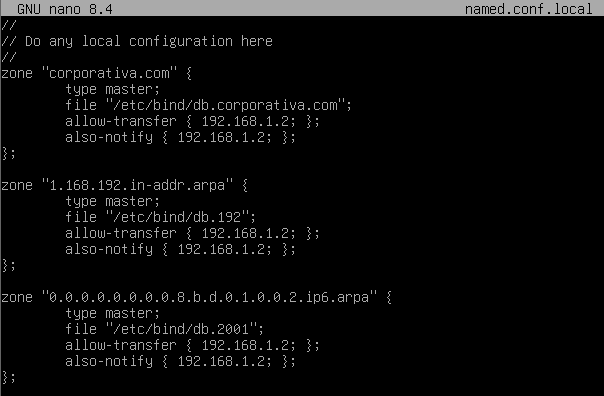 GNU nano 8.4 named.conf.local
//
// Do any local configuration here
//
zone "corporativa.com" {
type master;
file "/etc/bind/db.corporativa.com";
allow-transfer { 192.168.1.2; };
also-notify { 192.168.1.2; };
};
zone "1.168.192.in-addr.arpa" {
type master;
file "/etc/bind/db.192";
allow-transfer { 192.168.1.2; };
also-notify { 192.168.1.2; };
};
zone "0.0.0.0.0.0.0.0.8.b.d.0.1.0.0.2.ip6.arpa" {
type master;
file "/etc/bind/db.2001";
allow-transfer { 192.168.1.2; };
also-notify { 192.168.1.2; };
};